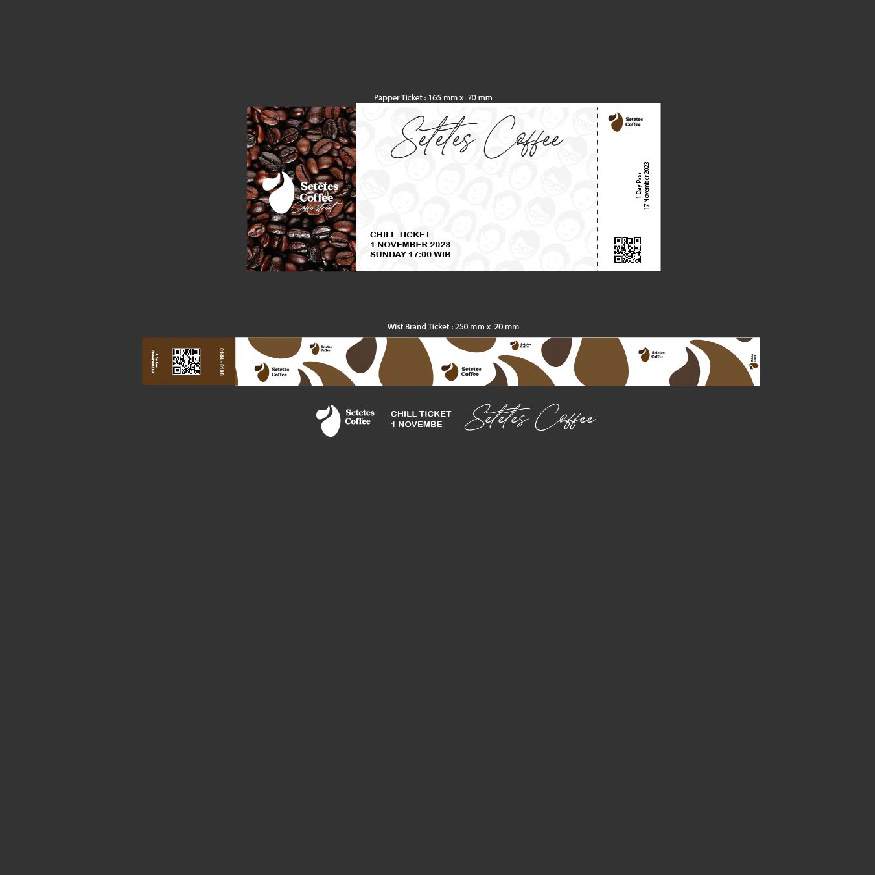 Papper Ticket : 165 mm x 70 mm
Setetes Coffee
Setetes
Coffee
Setetes
Coffee
1 Day Pass
17 November 2023
CHILL TICKET
1 NOVEMBER 2023
SUNDAY 17:00 WIB
Wist Brand Ticket : 250 mm x 20 mm
Setetes
Coffee
Setetes
Coffee
Setetes
Coffee
Setetes
Coffee
Setetes
Coffee
Setetes
Coffee
CHILL TICKET
1 NOVEMBE
Setetes Coffee